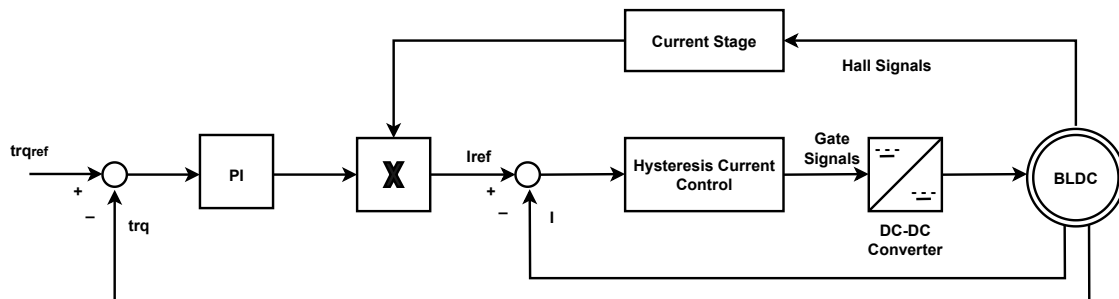 Current Stage
Hall Signals
trqref
+
–
trq
PI
X
Iref
+
–
I
Hysteresis Current
Control
Gate
Signals
DC-DC
Converter
BLDC